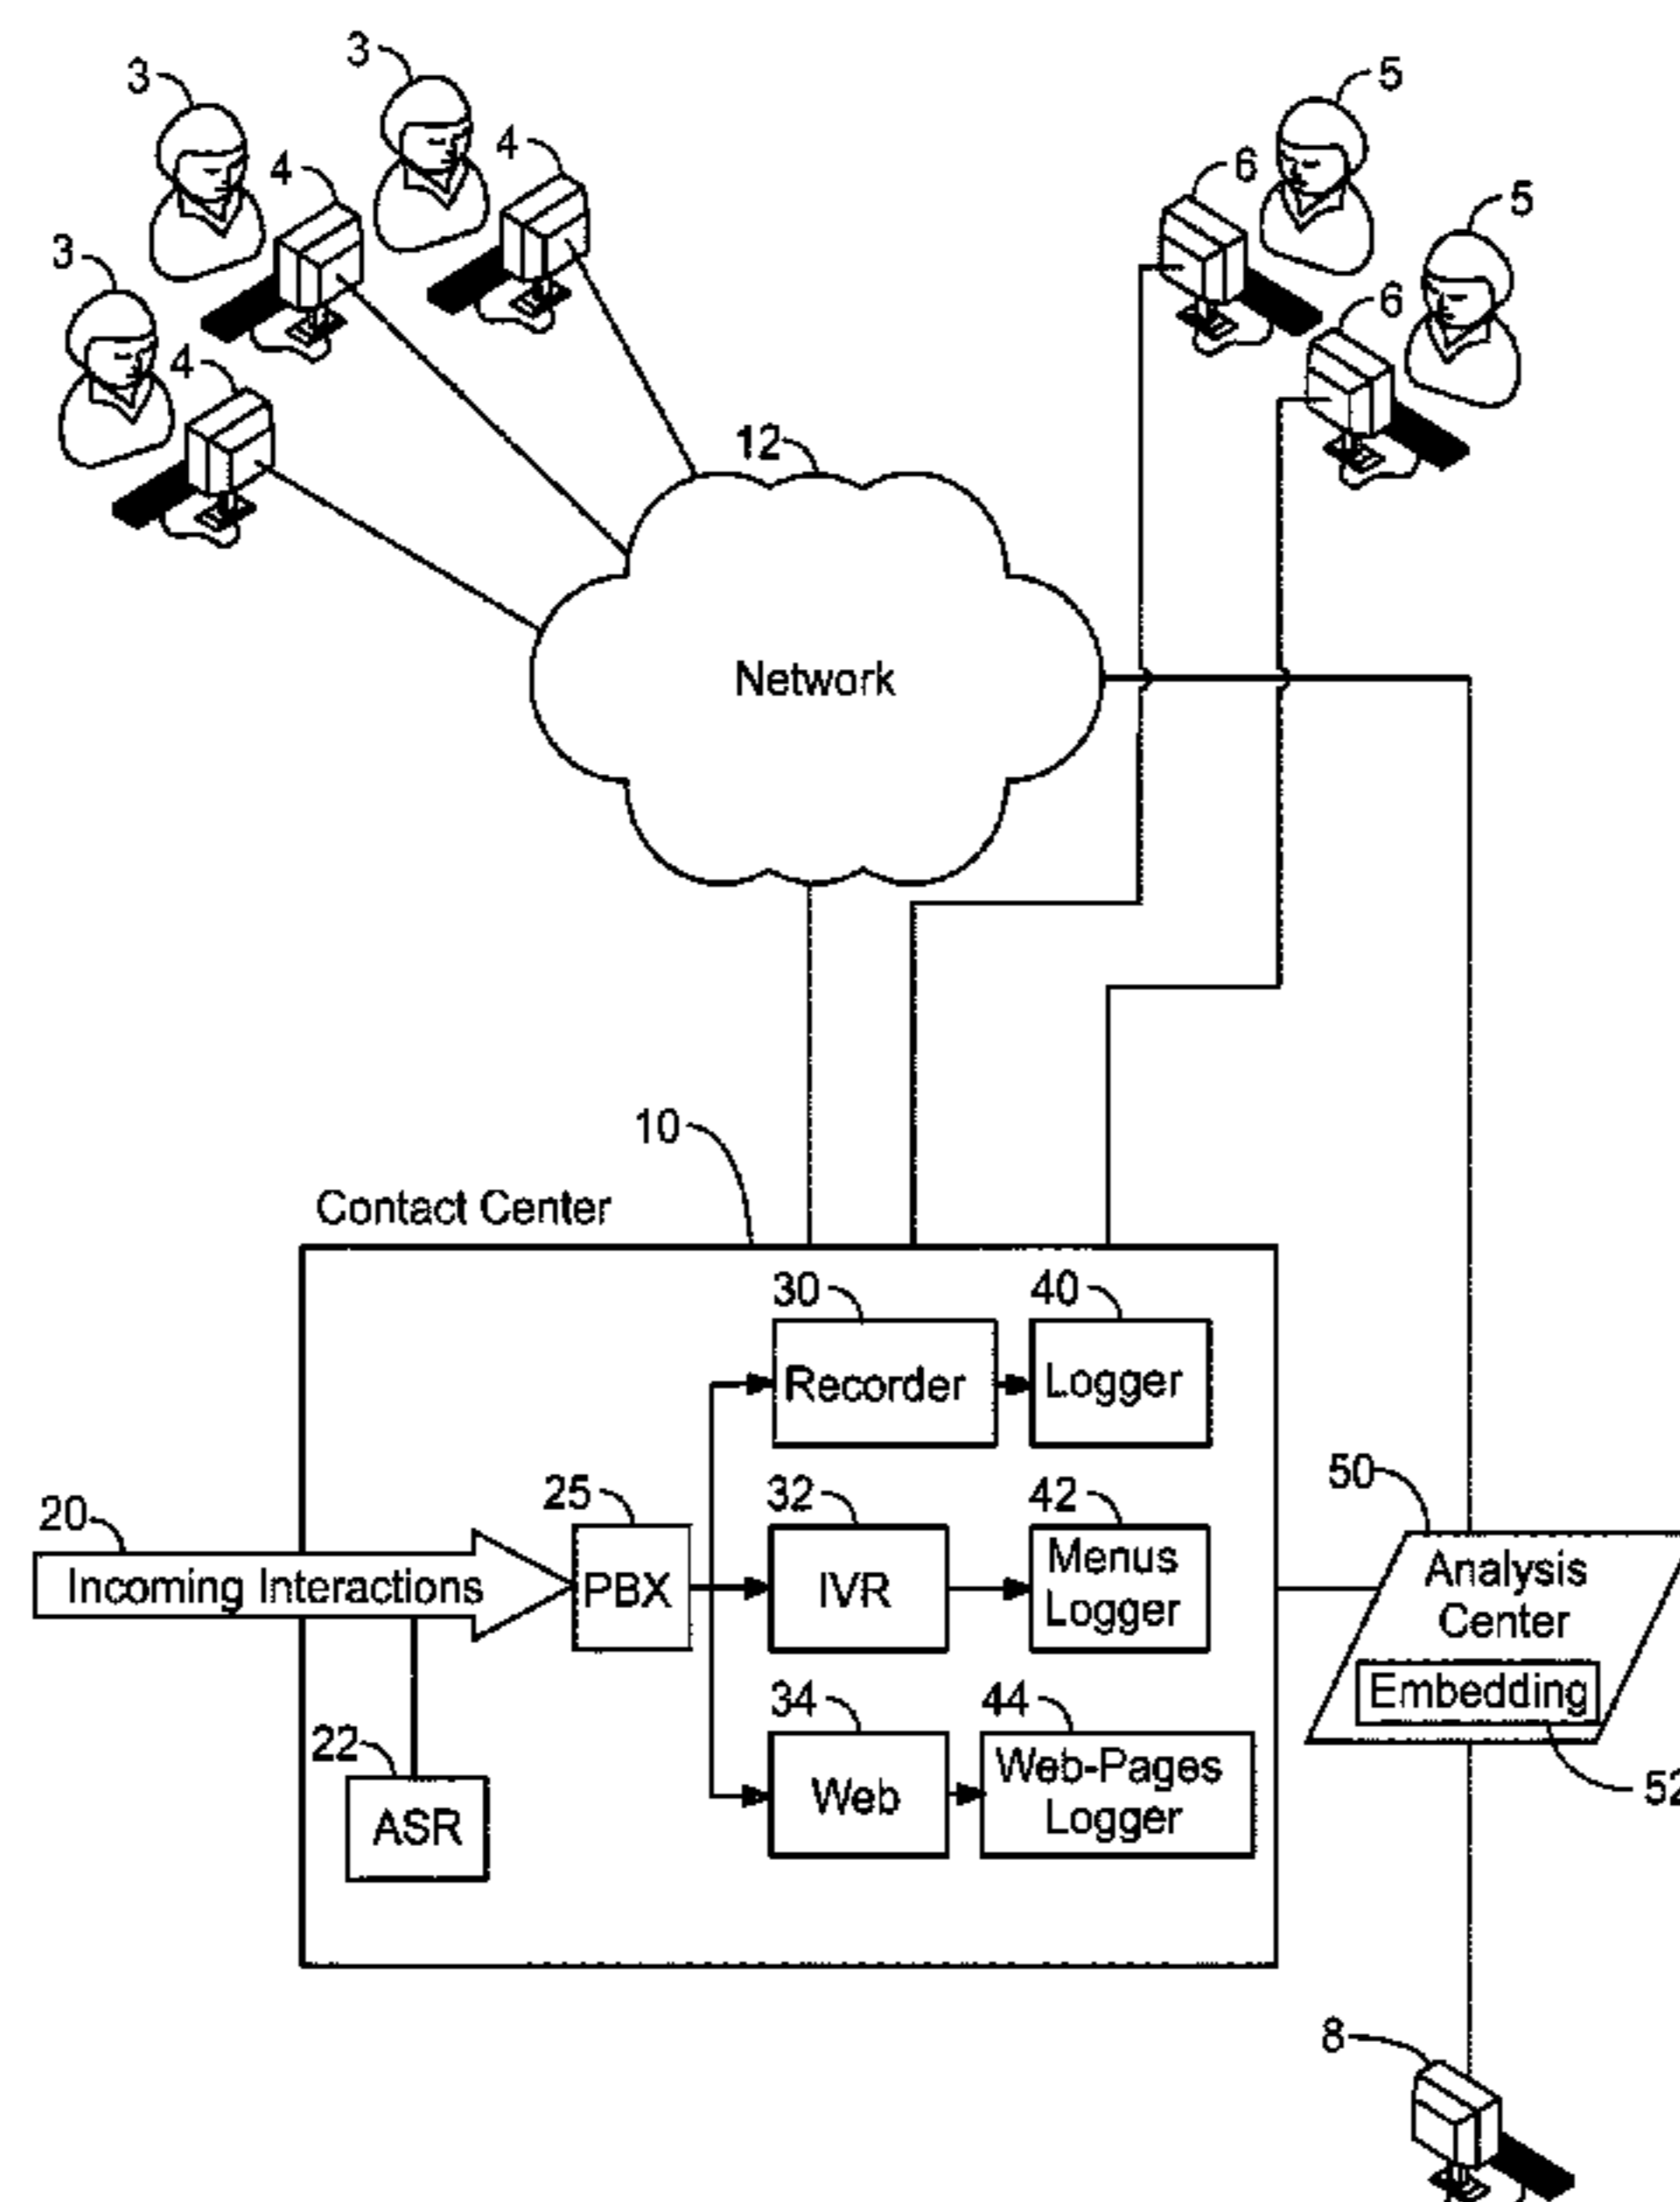 3
3
5
4
4
6
5
3
6
4
12
Network
10
Contact Center
30
40
Recorder
Logger
50
20
25
32
42
Incoming Interactions
PBX
IVR
Menus
Logger
Analysis
Center
Embedding
34
44
22
52
ASR
Web
Web-Pages
Logger
8